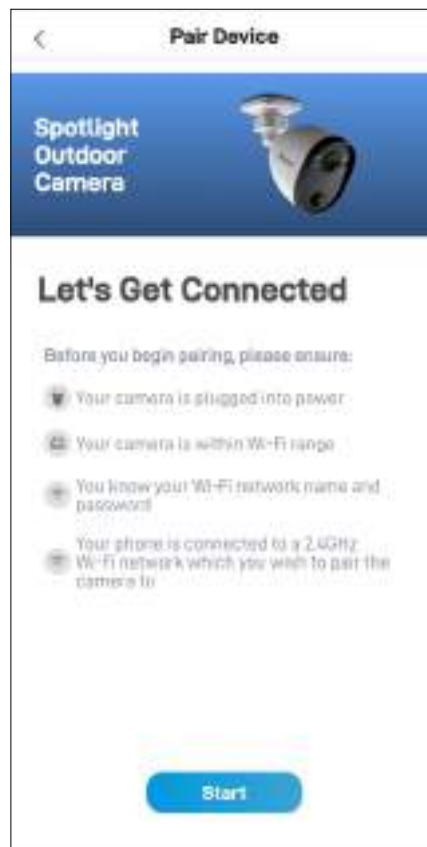 Pair Device
Spotlight
Outdoor
Camera
Let's Get Connected
Before you begin pairing, please ensure:
Your camera is plugged into power
Your camera is within Wi-Fi range
You know your Wi-Fi network name and
password
Your phone is connected to a 2.4GHz
Wi-Fi network which you wish to pair the
camera to
Start